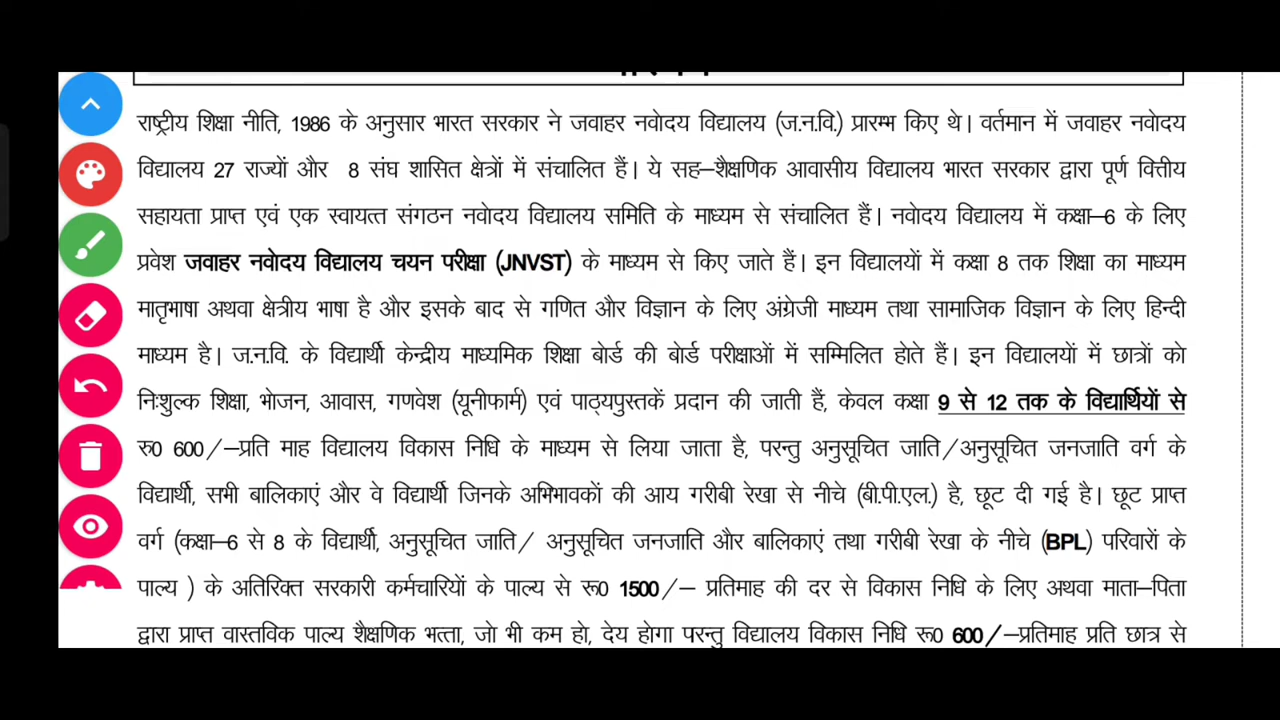 राष्ट्रीय शिक्षा नीति, 1986 के अनुसार भारत सरकार ने जवाहर नवोदय विद्यालय (ज.न.वि.) प्रारम्भ किए थे। वर्तमान में जवाहर नवोदय
विद्यालय 27 राज्यों और 8 संघ शासित क्षेत्रों में संचालित हैं। ये सह–शैक्षणिक आवासीय विद्यालय भारत सरकार द्वारा पूर्ण वित्तीय
सहायता प्राप्त एवं एक स्वायत्त संगठन नवोदय विद्यालय समिति के माध्यम से संचालित हैं। नवोदय विद्यालय में कक्षा–6 के लिए
प्रवेश जवाहर नवोदय विद्यालय चयन परीक्षा (JNVST) के माध्यम से किए जाते हैं। इन विद्यालयों में कक्षा 8 तक शिक्षा का माध्यम
मातृभाषा अथवा क्षेत्रीय भाषा है और इसके बाद से गणित और विज्ञान के लिए अंग्रेजी माध्यम तथा सामाजिक विज्ञान के लिए हिन्दी
माध्यम है। ज.न.वि. के विद्यार्थी केन्द्रीय माध्यमिक शिक्षा बोर्ड की बोर्ड परीक्षाओं में सम्मिलित होते हैं। इन विद्यालयों में छात्रों को
निःशुल्क शिक्षा, भोजन, आवास, गणवेश (यूनीफार्म) एवं पाठ्यपुस्तकें प्रदान की जाती हैं, केवल कक्षा 9 से 12 तक के विद्यार्थियों से
रु0 600/–प्रति माह विद्यालय विकास निधि के माध्यम से लिया जाता है, परन्तु अनुसूचित जाति/अनुसूचित जनजाति वर्ग के
विद्यार्थी, सभी बालिकाएं और वे विद्यार्थी जिनके अभिभावकों की आय गरीबी रेखा से नीचे (बी.पी.एल.) है, छूट दी गई है। छूट प्राप्त
वर्ग (कक्षा–6 से 8 के विद्यार्थी, अनुसूचित जाति/ अनुसूचित जनजाति और बालिकाएं तथा गरीबी रेखा के नीचे (BPL) परिवारों के
पाल्य ) के अतिरिक्त सरकारी कर्मचारियों के पाल्य से रू0 1500/– प्रतिमाह की दर से विकास निधि के लिए अथवा माता–पिता
द्वारा प्राप्त वास्तविक पाल्य शैक्षणिक भत्ता, जो भी कम हो, देय होगा परन्तु विद्यालय विकास निधि रू0 600/–प्रतिमाह प्रति छात्र से